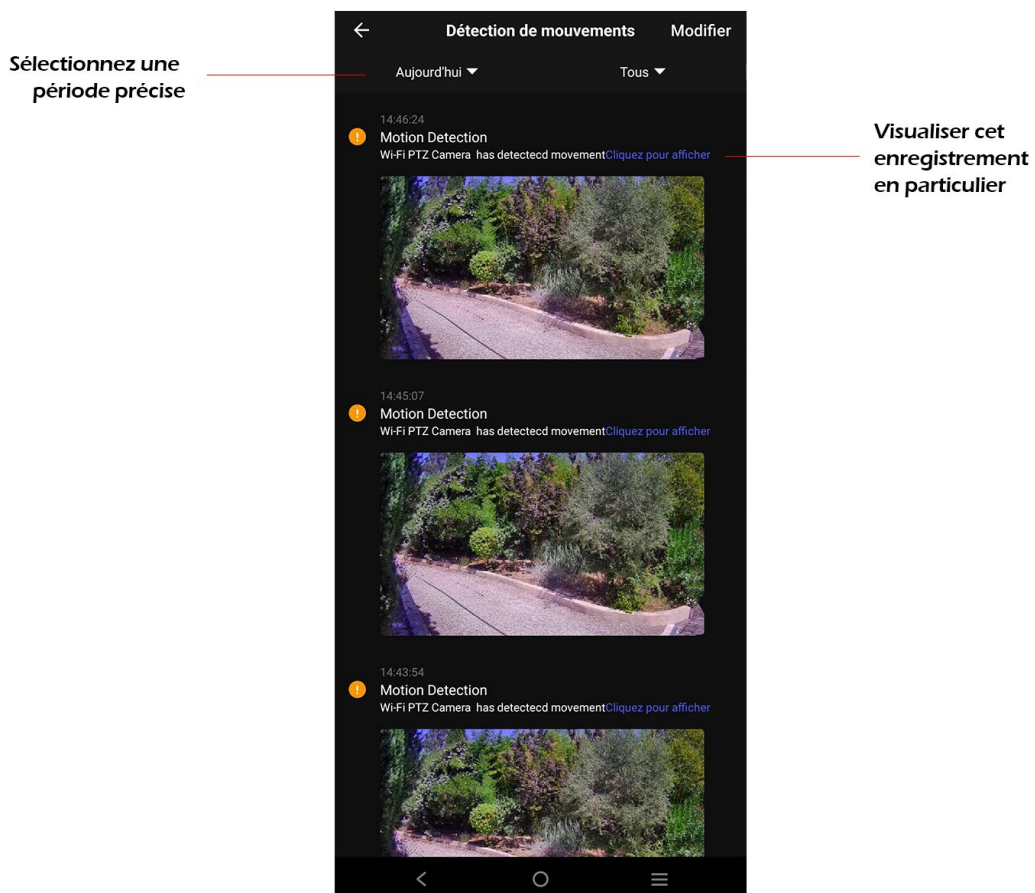 Détection de mouvements Modifier
Sélectionnez une
période précise
Aujourd'hui Tous
14:46:24
Motion Detection
Wi-Fi PTZ Camera has detectecd movementCliquez pour afficher
Visualiser cet
enregistrement
en particulier
14:45:07
Motion Detection
Wi-Fi PTZ Camera has detectecd movementCliquez pour afficher
14:43:54
Motion Detection
Wi-Fi PTZ Camera has detectecd movementCliquez pour afficher